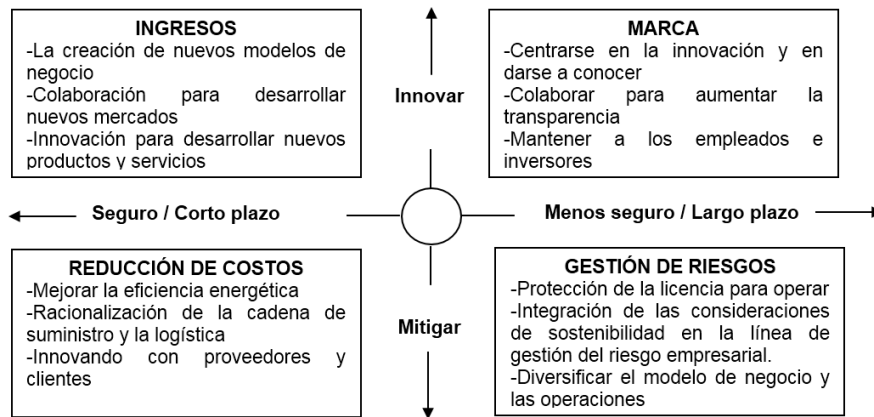 INGRESOS
-La creación de nuevos modelos de
negocio
-Colaboración para desarrollar
nuevos mercados
-Innovación para desarrollar nuevos
productos y servicios
Innovar
MARCA
-Centrarse en la innovación y en
darse a conocer
-Colaborar para aumentar la
transparencia
-Mantener a los empleados e
inversores
Seguro / Corto plazo
Menos seguro / Largo plazo
REDUCCIÓN DE COSTOS
-Mejorar la eficiencia energética
-Racionalización de la cadena de
suministro y la logística
-Innovando con proveedores y
clientes
Mitigar
GESTIÓN DE RIESGOS
-Protección de la licencia para operar
-Integración de las consideraciones
de sostenibilidad en la línea de
gestión del riesgo empresarial.
-Diversificar el modelo de negocio y
las operaciones